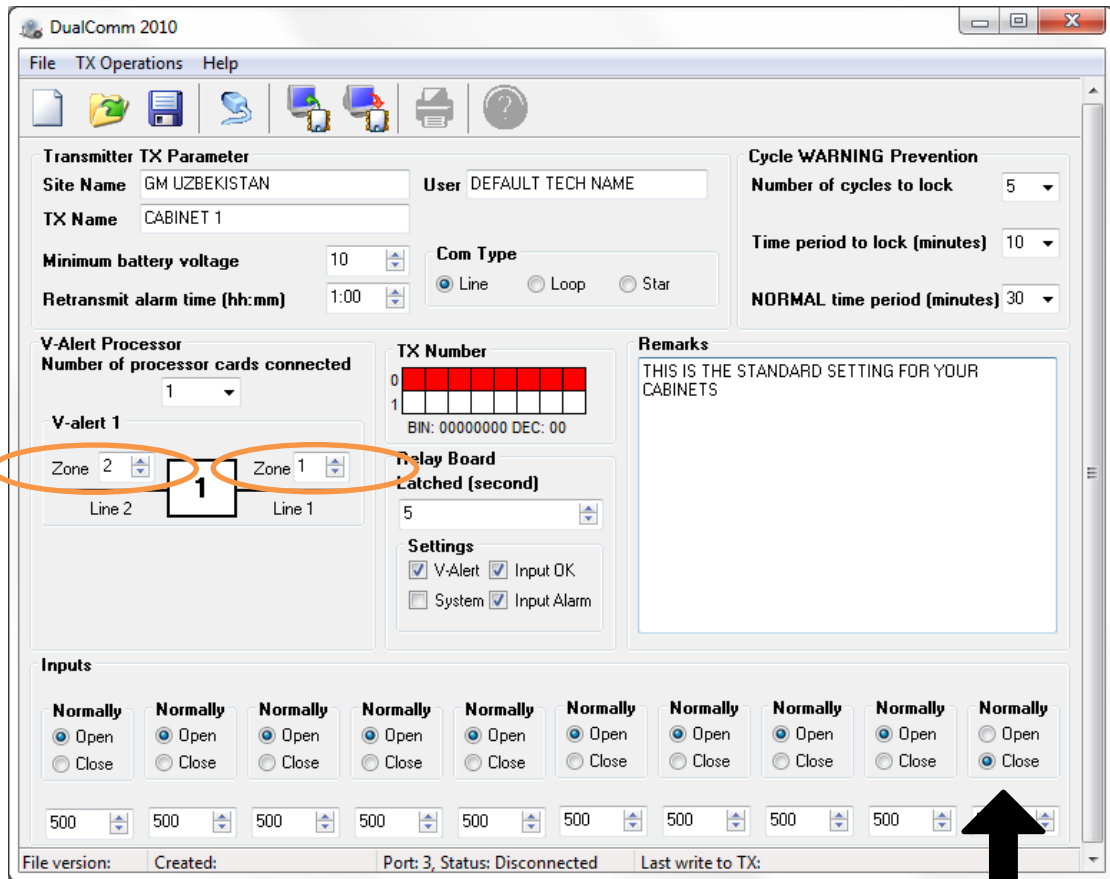 DualComm 2010
File TX Operations Help
Transmitter TX Parameter
Site Name GM UZBEKISTAN User DEFAULT TECH NAME
TX Name CABINET 1
Minimum battery voltage 10
Retransmit alarm time (hh:mm) 1:00
Com Type
Line Loop Star
Cycle WARNING Prevention
Number of cycles to lock 5
Time period to lock (minutes) 10
NORMAL time period (minutes) 30
V-Alert Processor
Number of processor cards connected
1
V-alert 1
Zone 2 1 Zone 1
Line 2 Line 1
TX Number
0
1
BIN: 00000000 DEC: 00
Relay Board
Latched (second)
5
Settings
V-Alert Input OK
System Input Alarm
Remarks
THIS IS THE STANDARD SETTING FOR YOUR
CABINETS
Inputs
Normally Normally Normally Normally Normally Normally Normally Normally Normally Normally
Open Open Open Open Open Open Open Open Open Open
Close Close Close Close Close Close Close Close Close Close
500 500 500 500 500 500 500 500 500
File version: Created: Port: 3, Status: Disconnected Last write to TX: